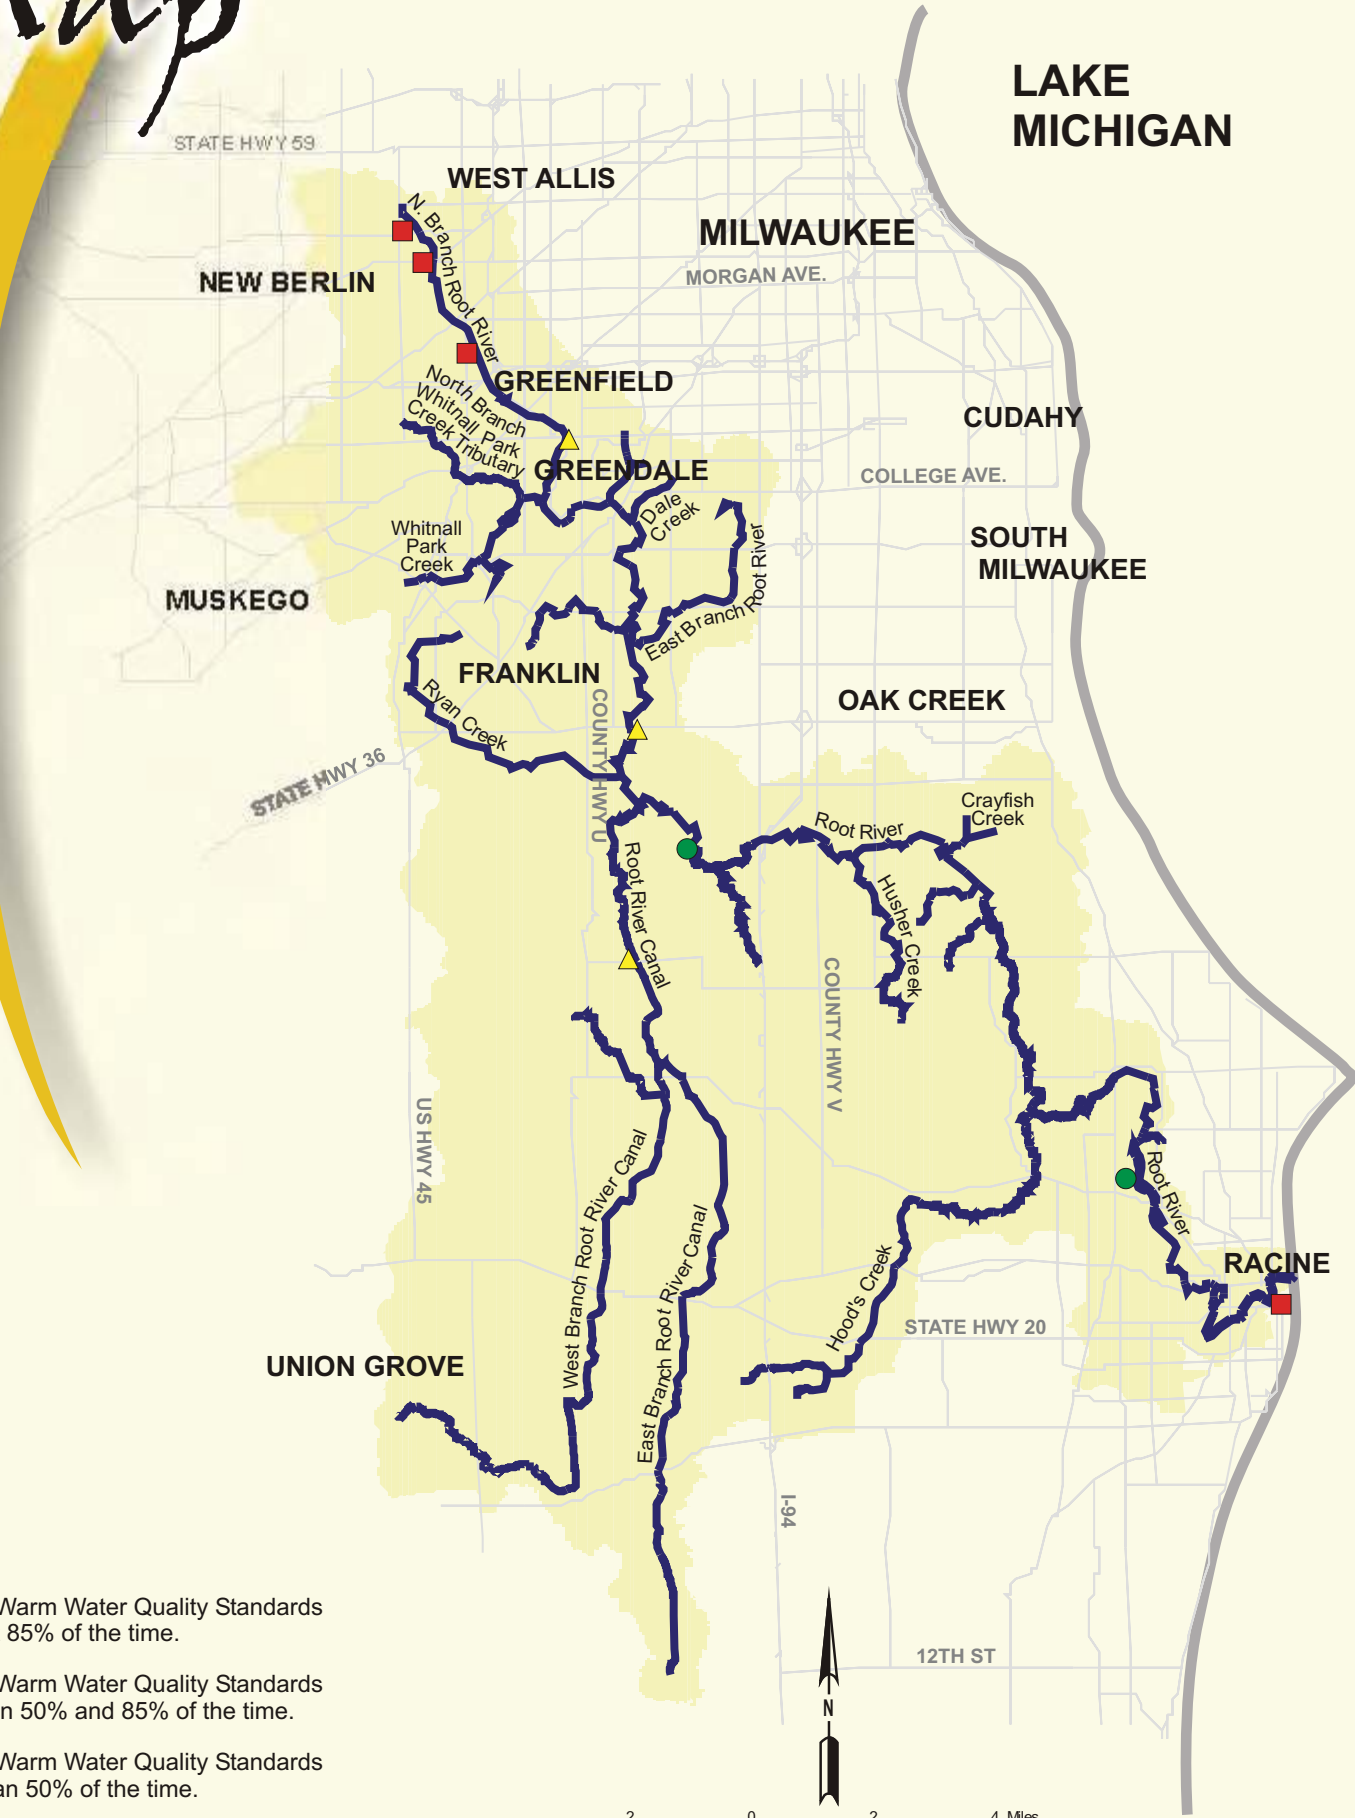 LAKE
MICHIGAN
STATE HWY 59
WEST ALLIS
N. Branch Root River
MILWAUKEE
NEW BERLIN
MORGAN AVE.
GREENFIELD
North Branch
Whitnall Park
Creek Tributary
CUDAHY
GREENDALE
COLLEGE AVE.
Dale
Creek
Whitnall
Park
Creek
SOUTH
MILWAUKEE
East Branch Root River
MUSKEGO
FRANKLIN
Ryan Creek
COUNTY HWY U
OAK CREEK
STATE HWY 36
Crayfish
Creek
Root River
Root River Canal
Husher Creek
COUNTY HWY V
US HWY 45
West Branch Root River Canal
East Branch Root River Canal
Root River
Hood's Creek
RACINE
STATE HWY 20
UNION GROVE
I-94
12TH ST
N
Warm Water Quality Standards
85% of the time.
Warm Water Quality Standards
50% and 85% of the time.
Warm Water Quality Standards
50% of the time.
2 0 2 4 Miles